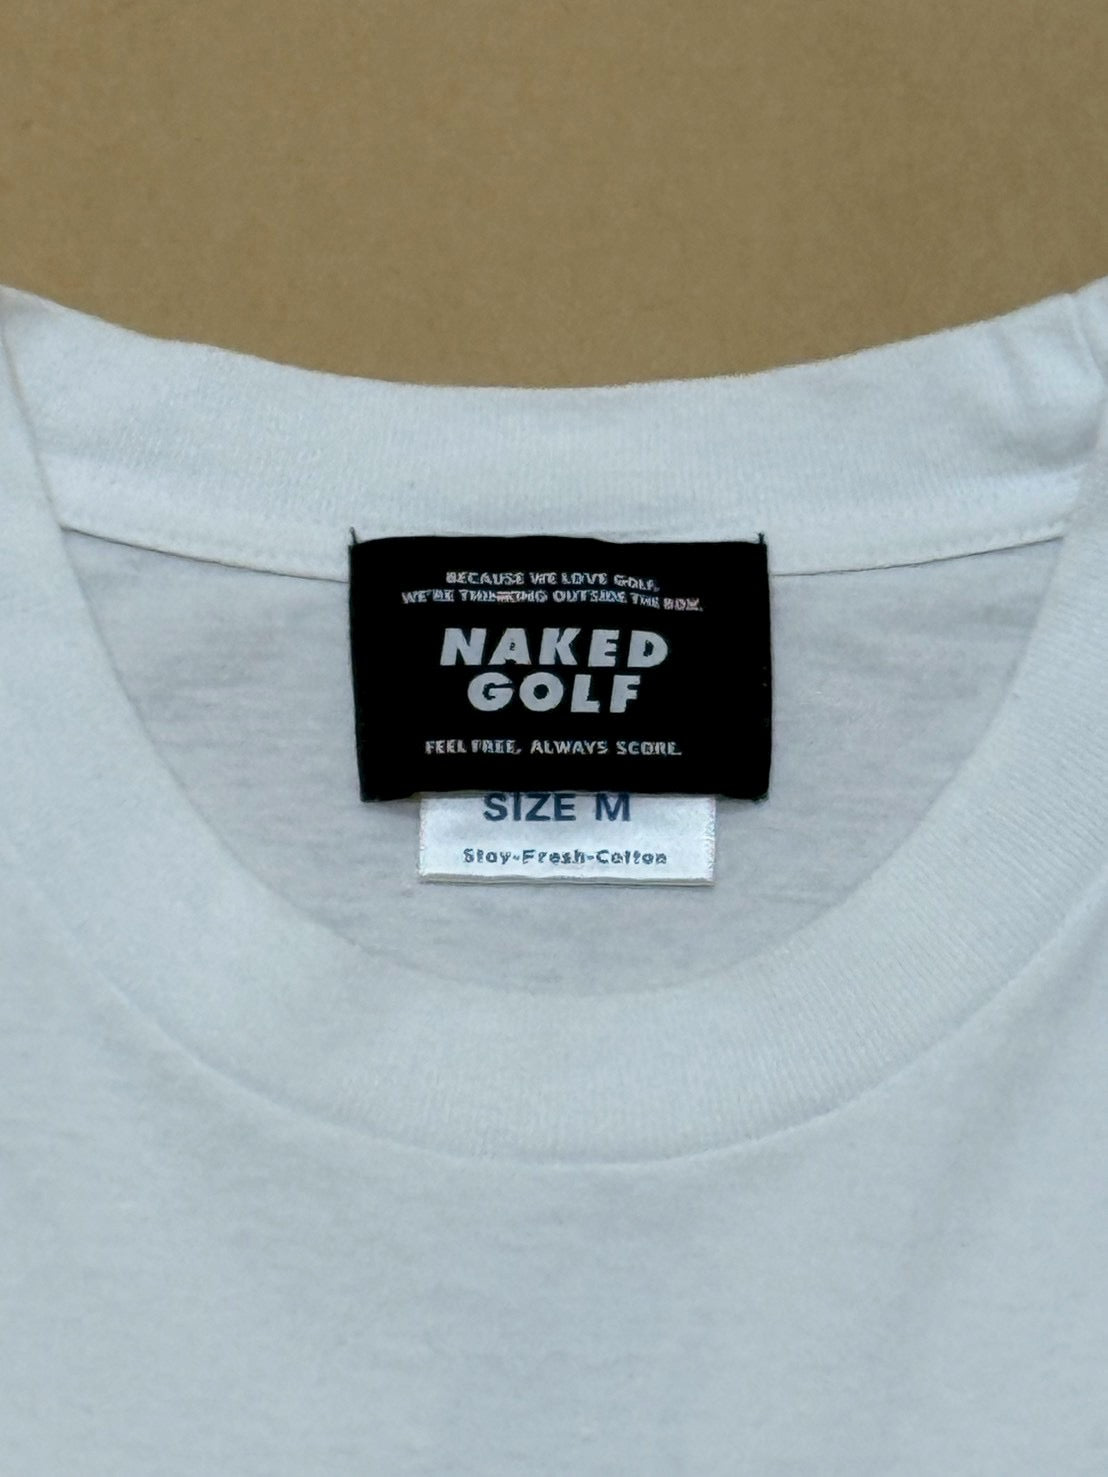 BECAUSE WE LOVE GOLF,
WE'RE THINKING OUTSIDE THE BOX.
NAKED
GOLF
FEEL FREE, ALWAYS SCORE.
SIZE M
Stay-Fresh-Cotton